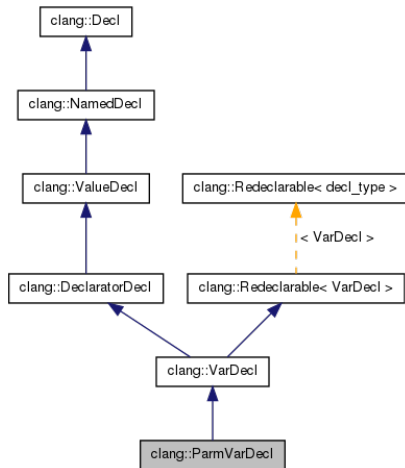 clang::Decl
clang::NamedDecl
clang::ValueDecl
clang::Redeclarable< decl_type >
< VarDecl >
clang::DeclaratorDecl
clang::Redeclarable< VarDecl >
clang::VarDecl
clang::ParmVarDecl